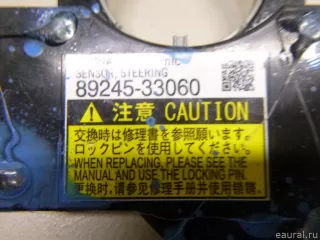 SENSOR, STEERING
89245-33060
注意 CAUTION
交換時は修理書を参照願います。
ロックピンを使用してください。
WHEN REPLACING, PLEASE SEE THE
MANUAL AND USE THE LOCKING PIN.
更换时，请参见修理手册并使用锁销。
eaural.ru